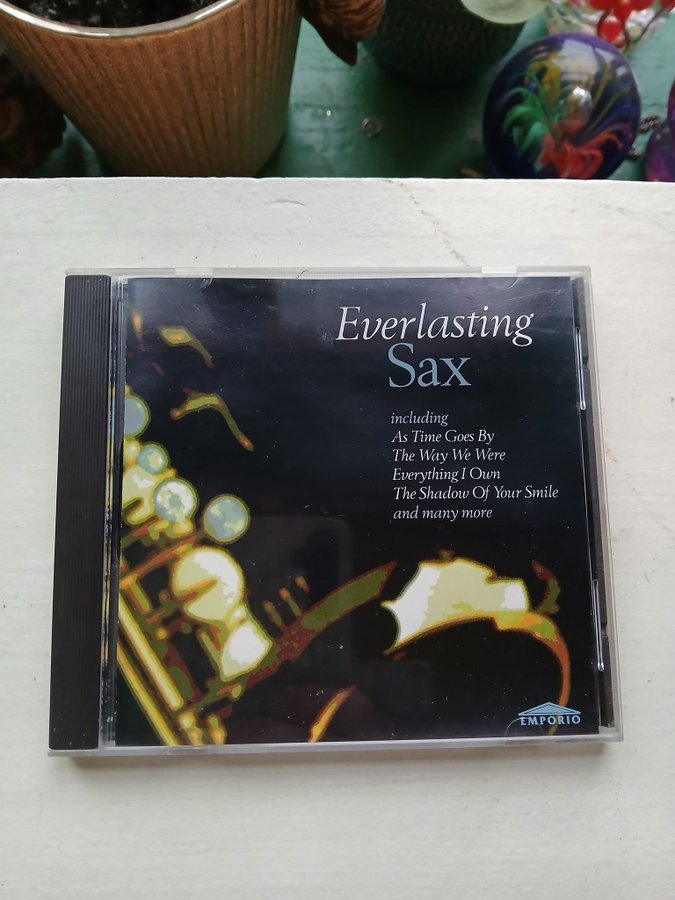 Everlasting
Sax
including
As Time Goes By
The Way We Were
Everything I Own
The Shadow Of Your Smile
and many more
EMPORIO